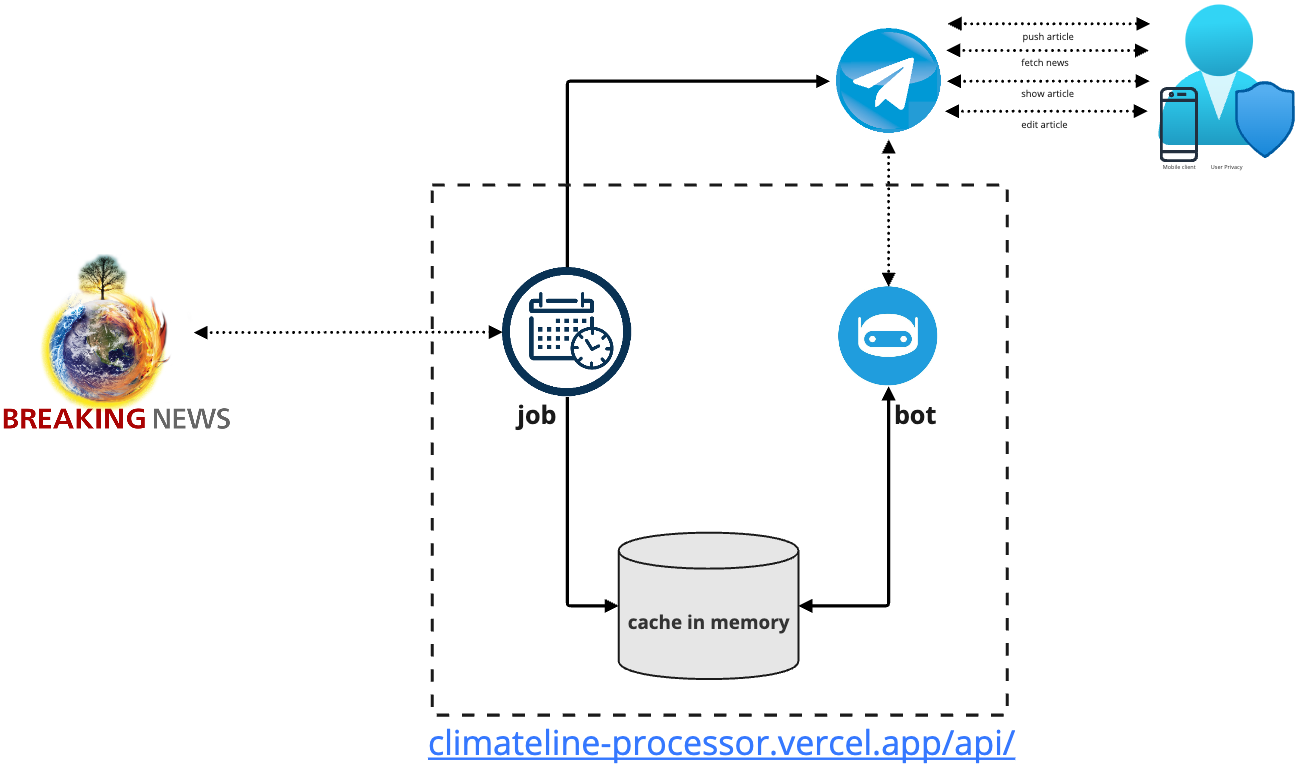 push article
fetch news
show article
edit article
Mobile client
User Privacy
BREAKING NEWS
job
bot
cache in memory
climateline-processor.vercel.app/api/